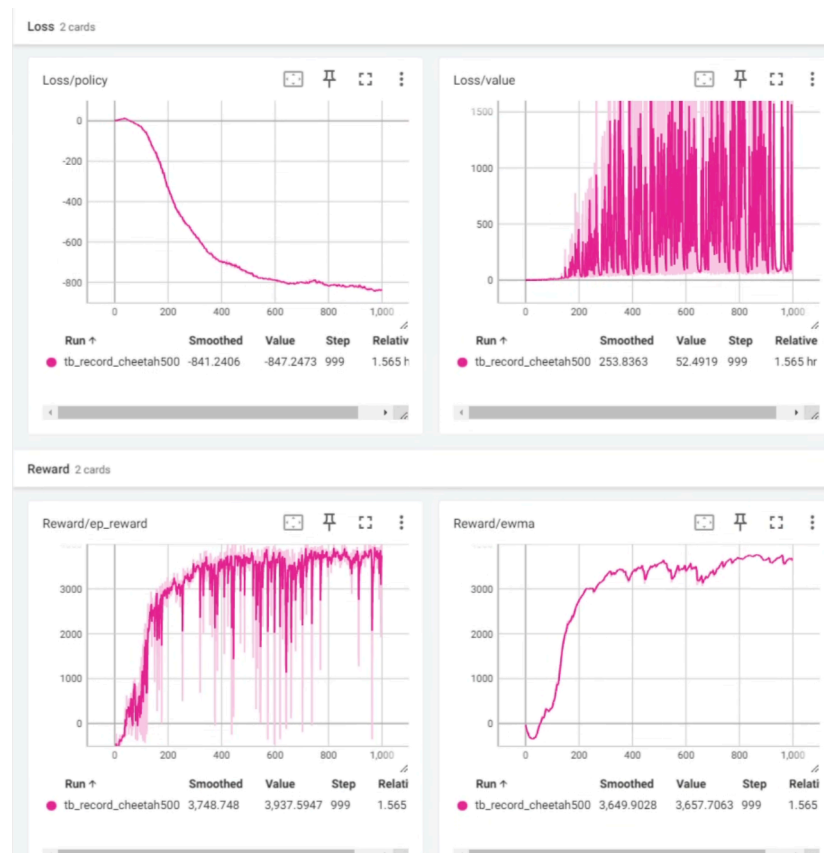 Loss 2 cards
Loss/policy
0
-200
-400
-600
-800
0 200 400 600 800 1,000
Run ↑ Smoothed Value Step Relativ
tb_record_cheetah500 -841.2406 -847.2473 999 1.565 h
Loss/value
1500
1000
500
0
0 200 400 600 800 1,000
Run ↑ Smoothed Value Step Relative
tb_record_cheetah500 253.8363 52.4919 999 1.565 hr
Reward 2 cards
Reward/ep_reward
3000
2000
1000
0
0 200 400 600 800 1,000
Run ↑ Smoothed Value Step Relati
tb_record_cheetah500 3,748.748 3,937.5947 999 1.565
Reward/ewma
3000
2000
1000
0
0 200 400 600 800 1,000
Run ↑ Smoothed Value Step Relati
tb_record_cheetah500 3,649.9028 3,657.7063 999 1.565